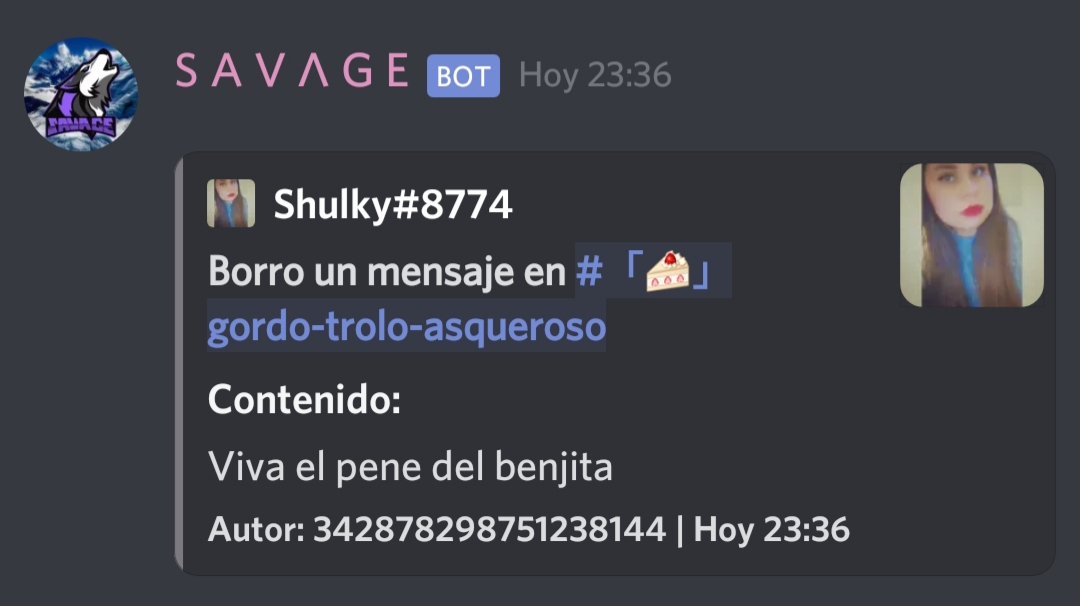 SAVAGE
S A V Λ G E BOT Hoy 23:36
Shulky#8774
Borro un mensaje en # 「🍰」
gordo-trolo-asqueroso
Contenido:
Viva el pene del benjita
Autor: 342878298751238144 | Hoy 23:36